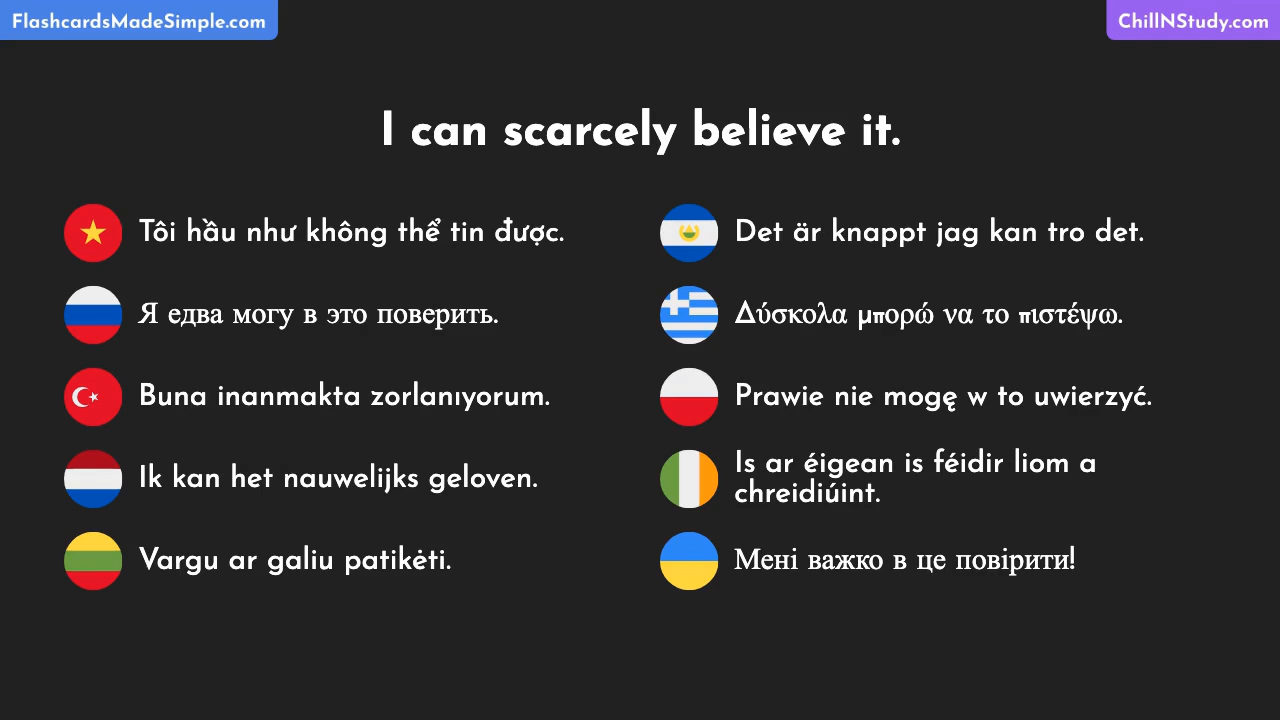 FlashcardsMadeSimple.com
ChillNStudy.com
I can scarcely believe it.
Tôi hầu như không thể tin được.
Я едва могу в это поверить.
Buna inanmakta zorlanıyorum.
Ik kan het nauwelijks geloven.
Vargu ar galiu patikėti.
Det är knappt jag kan tro det.
Δύσκολα μπορώ να το πιστέψω.
Prawie nie mogę w to uwierzyć.
Is ar éigean is féidir liom a
chreidiúint.
Мені важко в це повірити!